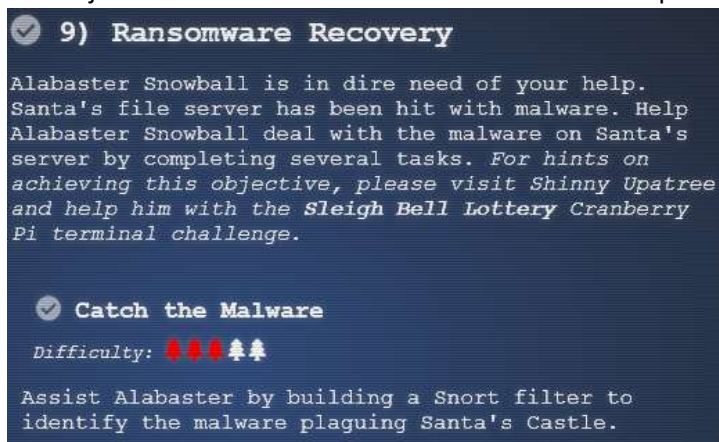 9) Ransomware Recovery
Alabaster Snowball is in dire need of your help.
Santa's file server has been hit with malware. Help
Alabaster Snowball deal with the malware on Santa's
server by completing several tasks. For hints on
achieving this objective, please visit Shinny Upatree
and help him with the Sleigh Bell Lottery Cranberry
Pi terminal challenge.
Catch the Malware
Difficulty:
Assist Alabaster by building a Snort filter to
identify the malware plaguing Santa's Castle.